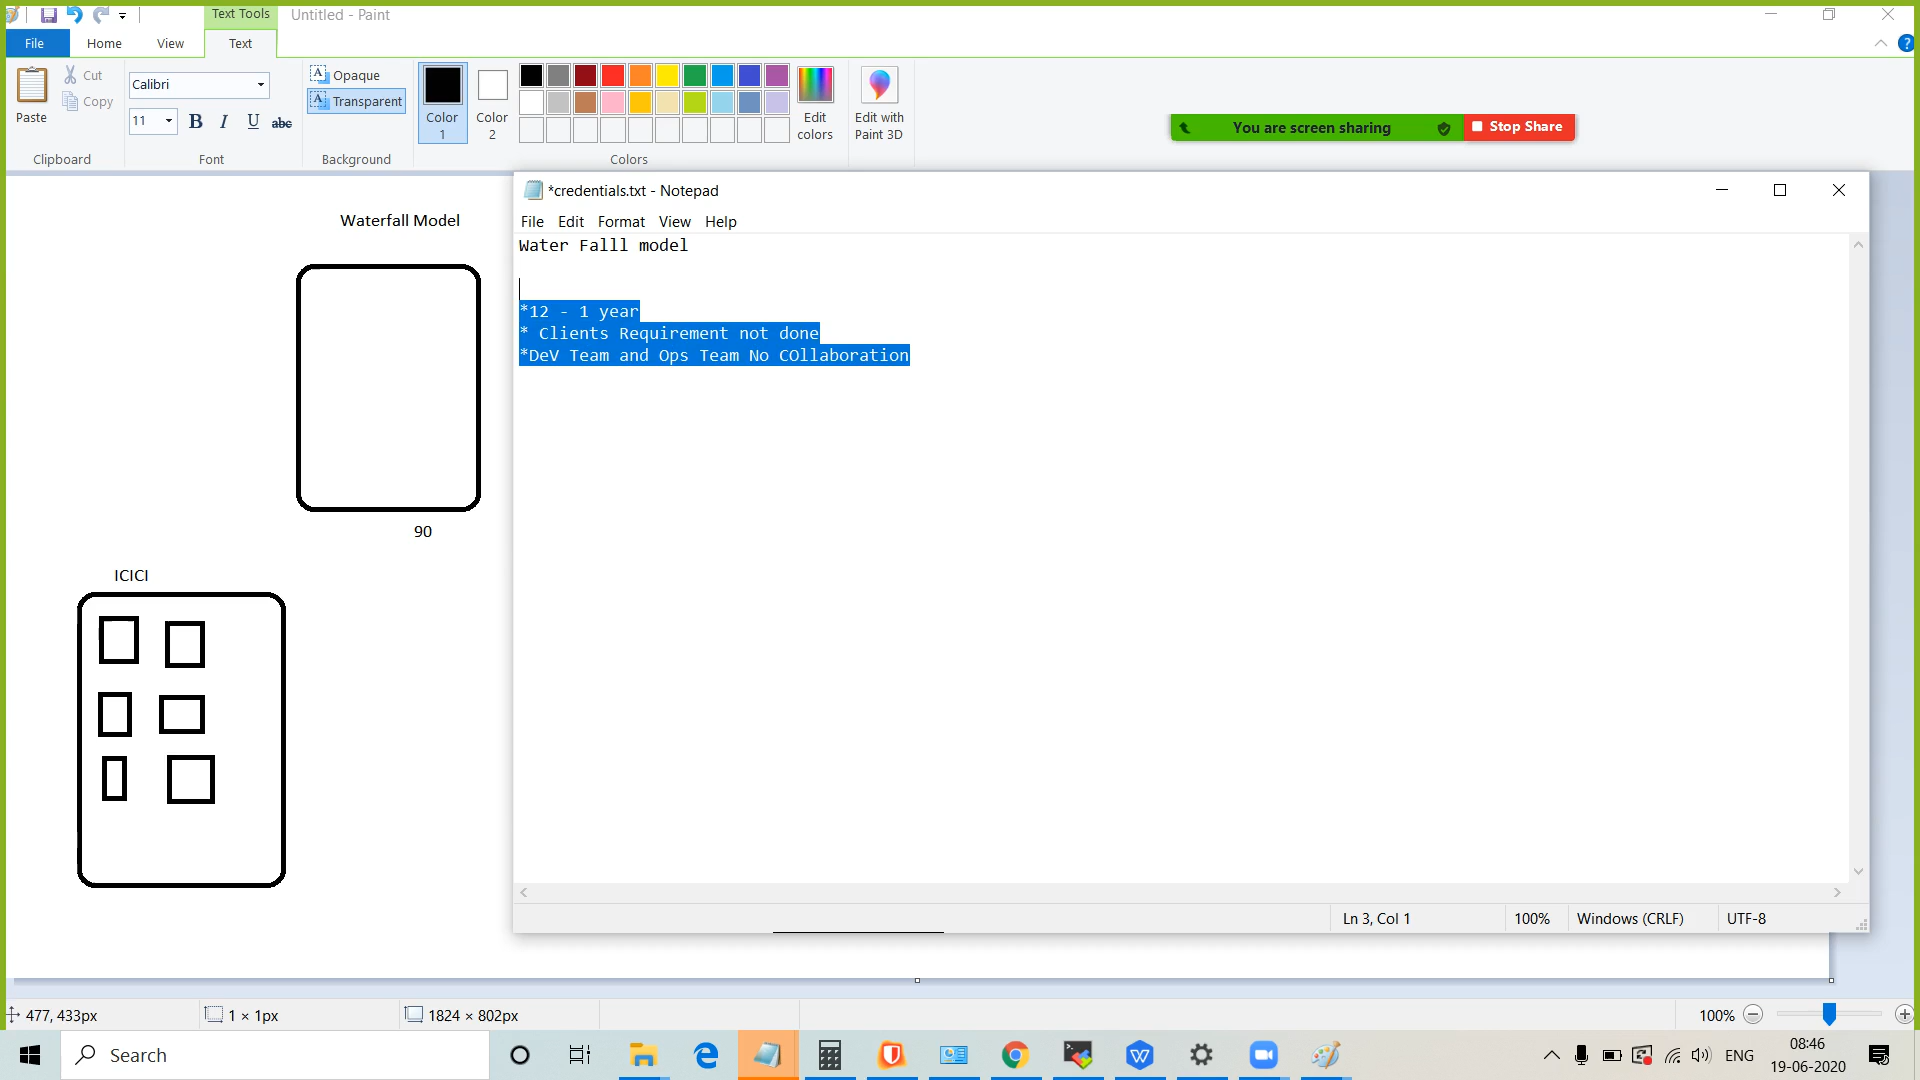 Text Tools
Untitled - Paint
File
Home
View
Text
Paste
Cut
Copy
Clipboard
Calibri
11
B
I
U
abc
Font
Opaque
Transparent
Background
Color
1
Color
2
Colors
Edit
colors
Edit with
Paint 3D
You are screen sharing
Stop Share
Waterfall Model
90
ICICI
*credentials.txt - Notepad
File
Edit
Format
View
Help
Water Falll model
*12 - 1 year
* Clients Requirement not done
*DeV Team and Ops Team No COllaboration
Ln 3, Col 1
100%
Windows (CRLF)
UTF-8
477, 433px
1 × 1px
1824 × 802px
100%
Search
ENG
08:46
19-06-2020